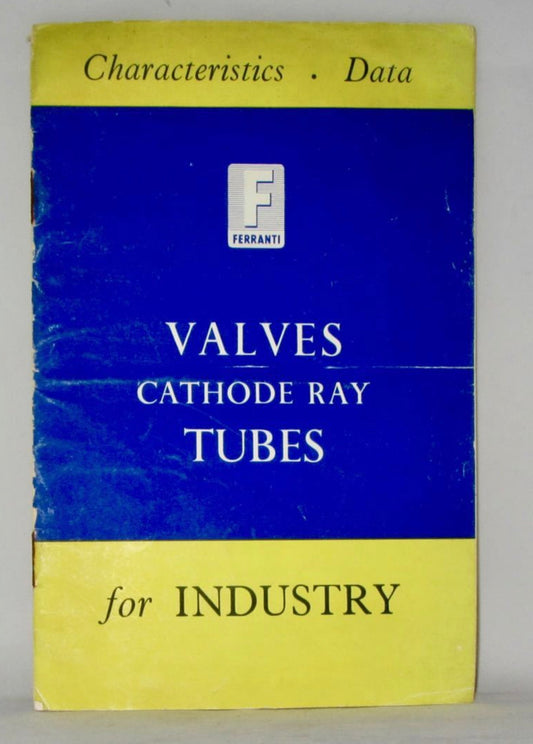 Characteristics . Data
F
FERRANTI
VALVES
CATHODE RAY
TUBES
for INDUSTRY